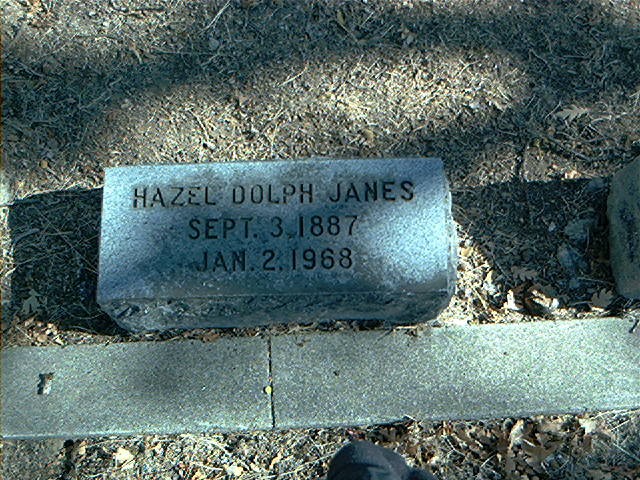 HAZEL DOLPH JANES
SEPT. 3, 1887
JAN. 2, 1968